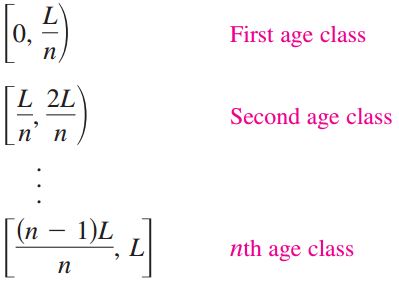 [0, L/n) First age class
[L/n, 2L/n) Second age class
⋮
[(n − 1)L/n, L] nth age class